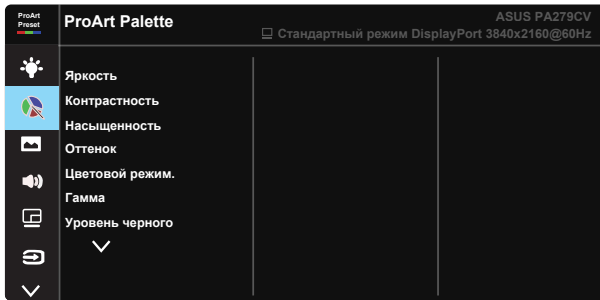 ProArt
Preset
ProArt Palette
ASUS PA279CV
Стандартный режим DisplayPort 3840x2160@60Hz
Яркость
Контрастность
Насыщенность
Оттенок
Цветовой режим.
Гамма
Уровень черного